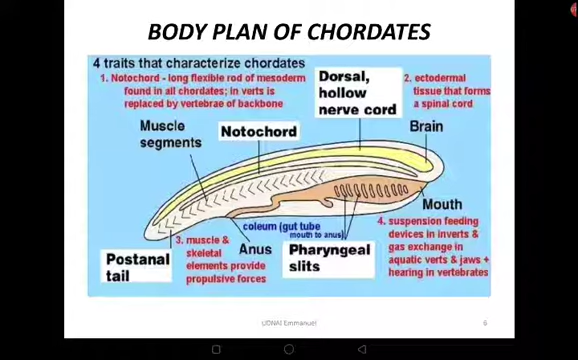 BODY PLAN OF CHORDATES
4 traits that characterize chordates
1. Notochord - long flexible rod of mesoderm
found in all chordates; in verts is
replaced by vertebrae of backbone
Dorsal,
hollow
nerve cord
2. ectodermal
tissue that forms
a spinal cord
Muscle
segments
Notochord
Brain
Mouth
coleum (gut tube
mouth to anus)
Anus
Pharyngeal
slits
4. suspension feeding
devices in inverts &
gas exchange in
aquatic verts & jaws +
hearing in vertebrates
Postanal
tail
3. muscle &
skeletal
elements provide
propulsive forces
Emmanuel
6